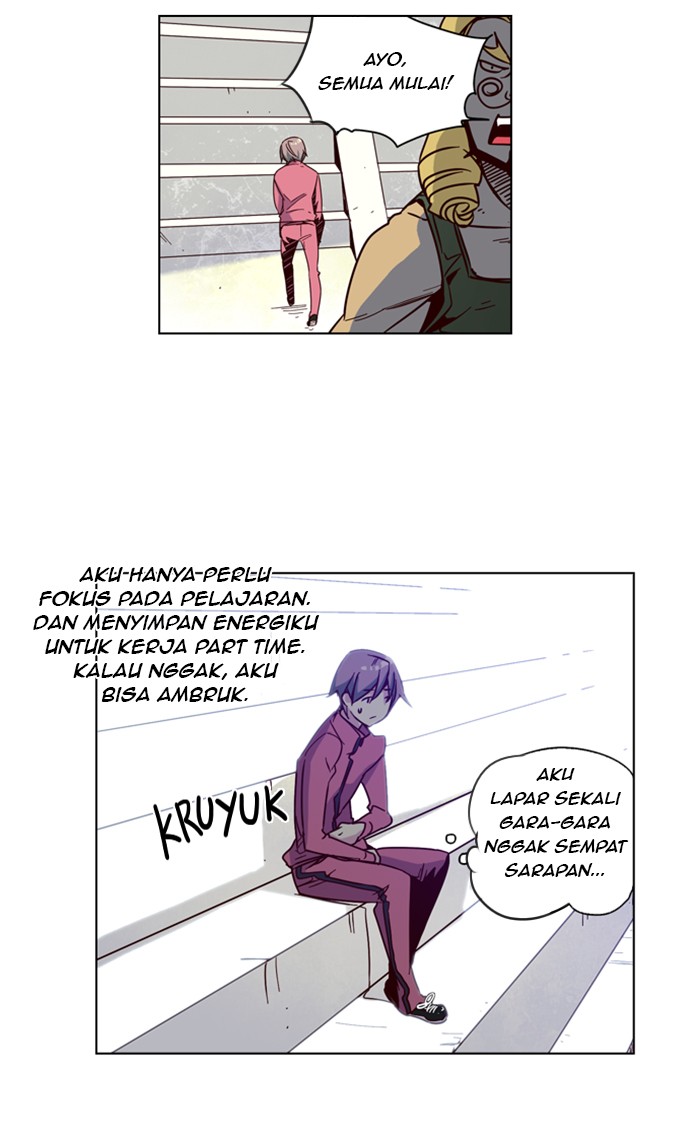 AYO,
SEMUA MULAI!
AKU HANYA PERLU
FOKUS PADA PELAJARAN.
DAN MENYIMPAN ENERGIKU
UNTUK KERJA PART TIME.
KALAU NGGAK, AKU
BISA AMBRUK.
KRUYUK
AKU
LAPAR SEKALI
GARA-GARA
NGGAK SEMPAT
SARAPAN...